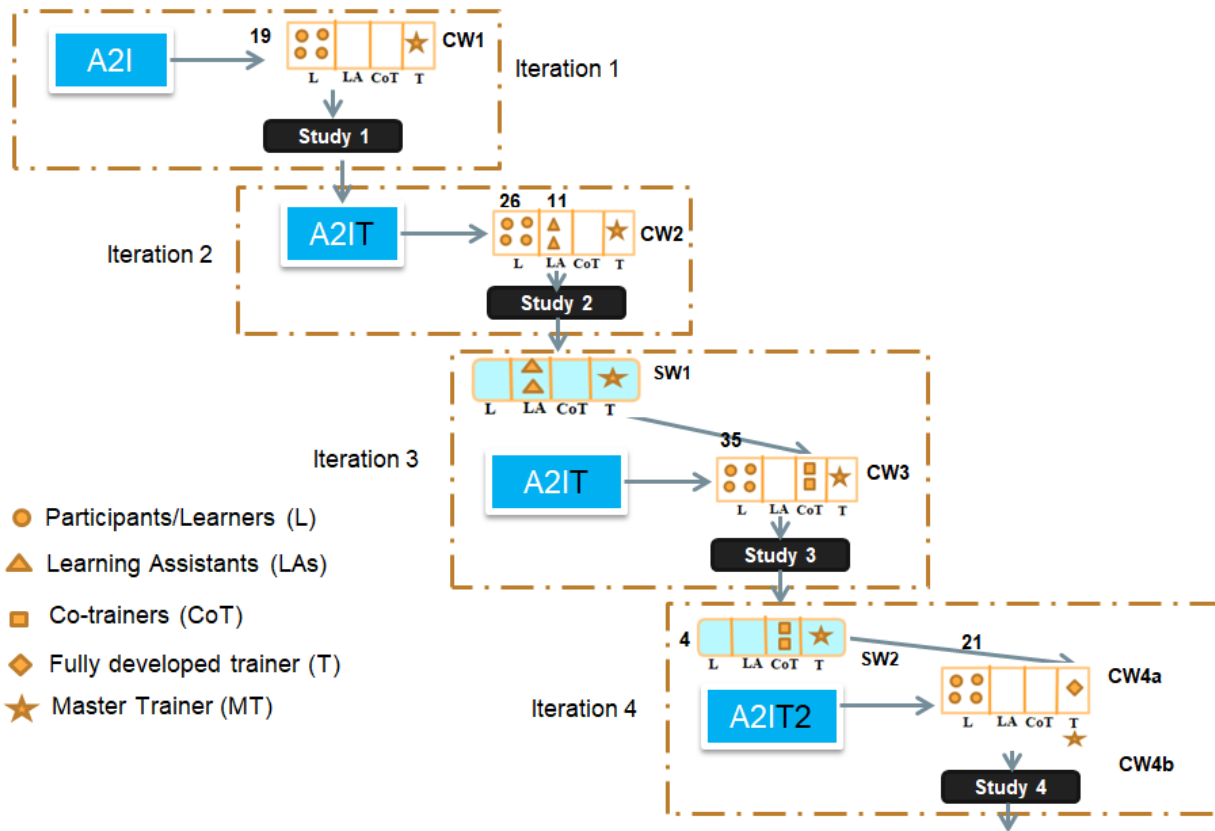 19
CW1
A2I
L LA CoT T
Iteration 1
Study 1
26 11
A2IT
CW2
L LA CoT T
Iteration 2
Study 2
SW1
L LA CoT T
35
Iteration 3
A2IT
CW3
L LA CoT T
Study 3
Participants/Learners (L)
Learning Assistants (LAs)
Co-trainers (CoT)
Fully developed trainer (T)
Master Trainer (MT)
4
L LA CoT T
SW2
21
CW4a
Iteration 4
A2IT2
L LA CoT T
CW4b
Study 4